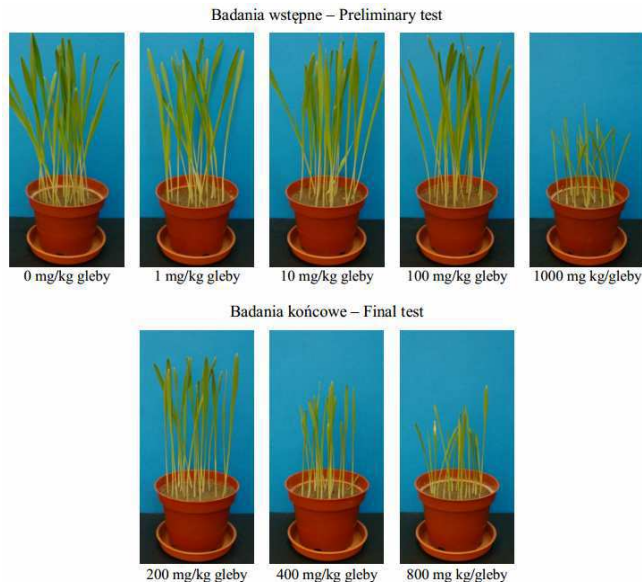 Badania wstępne – Preliminary test
0 mg/kg gleby 1 mg/kg gleby 10 mg/kg gleby 100 mg/kg gleby 1000 mg kg/gleby
Badania końcowe – Final test
200 mg/kg gleby 400 mg/kg gleby 800 mg kg/gleby